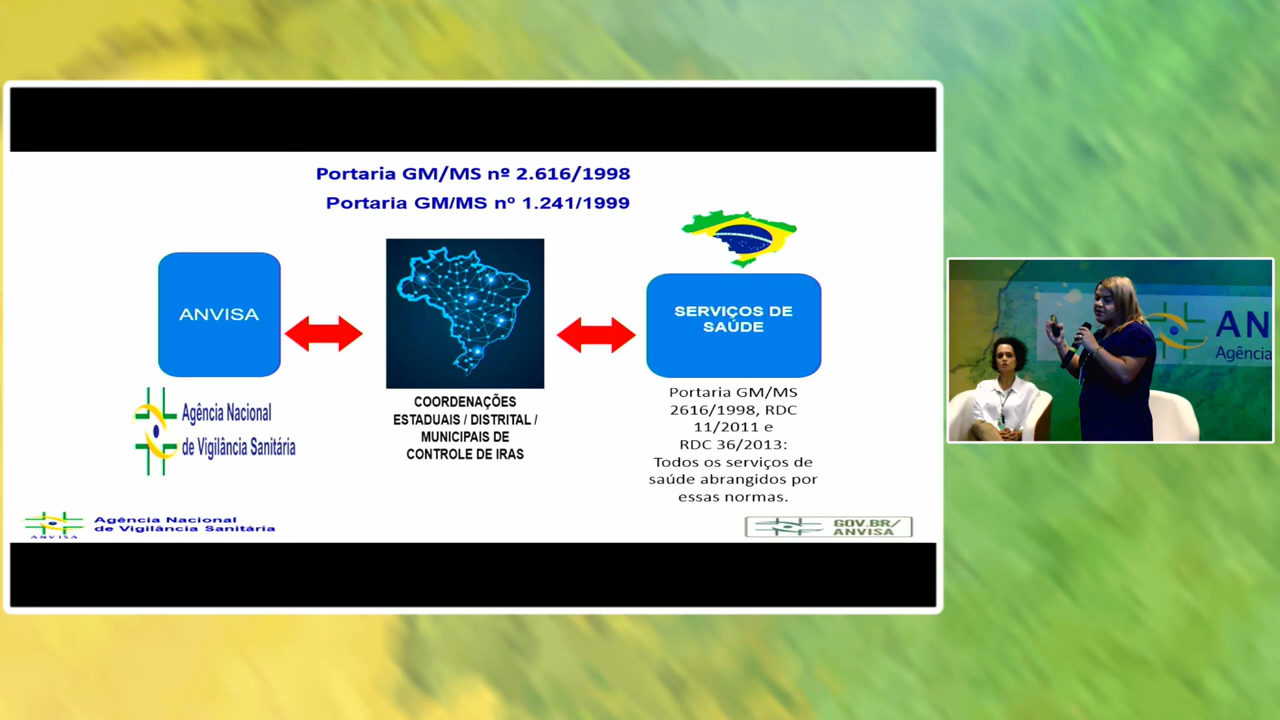 Portaria GM/MS nº 2.616/1998
Portaria GM/MS nº 1.241/1999
ANVISA
Agência Nacional
de Vigilância Sanitária
COORDENAÇÕES
ESTADUAIS / DISTRITAL /
MUNICIPAIS DE
CONTROLE DE IRAS
SERVIÇOS DE
SAÚDE
Portaria GM/MS
2616/1998, RDC
11/2011 e
RDC 36/2013:
Todos os serviços de
saúde abrangidos por
essas normas.
Agência Nacional
de Vigilância Sanitária
ANVISA
GOV.BR/
ANVISA
AN
Agência